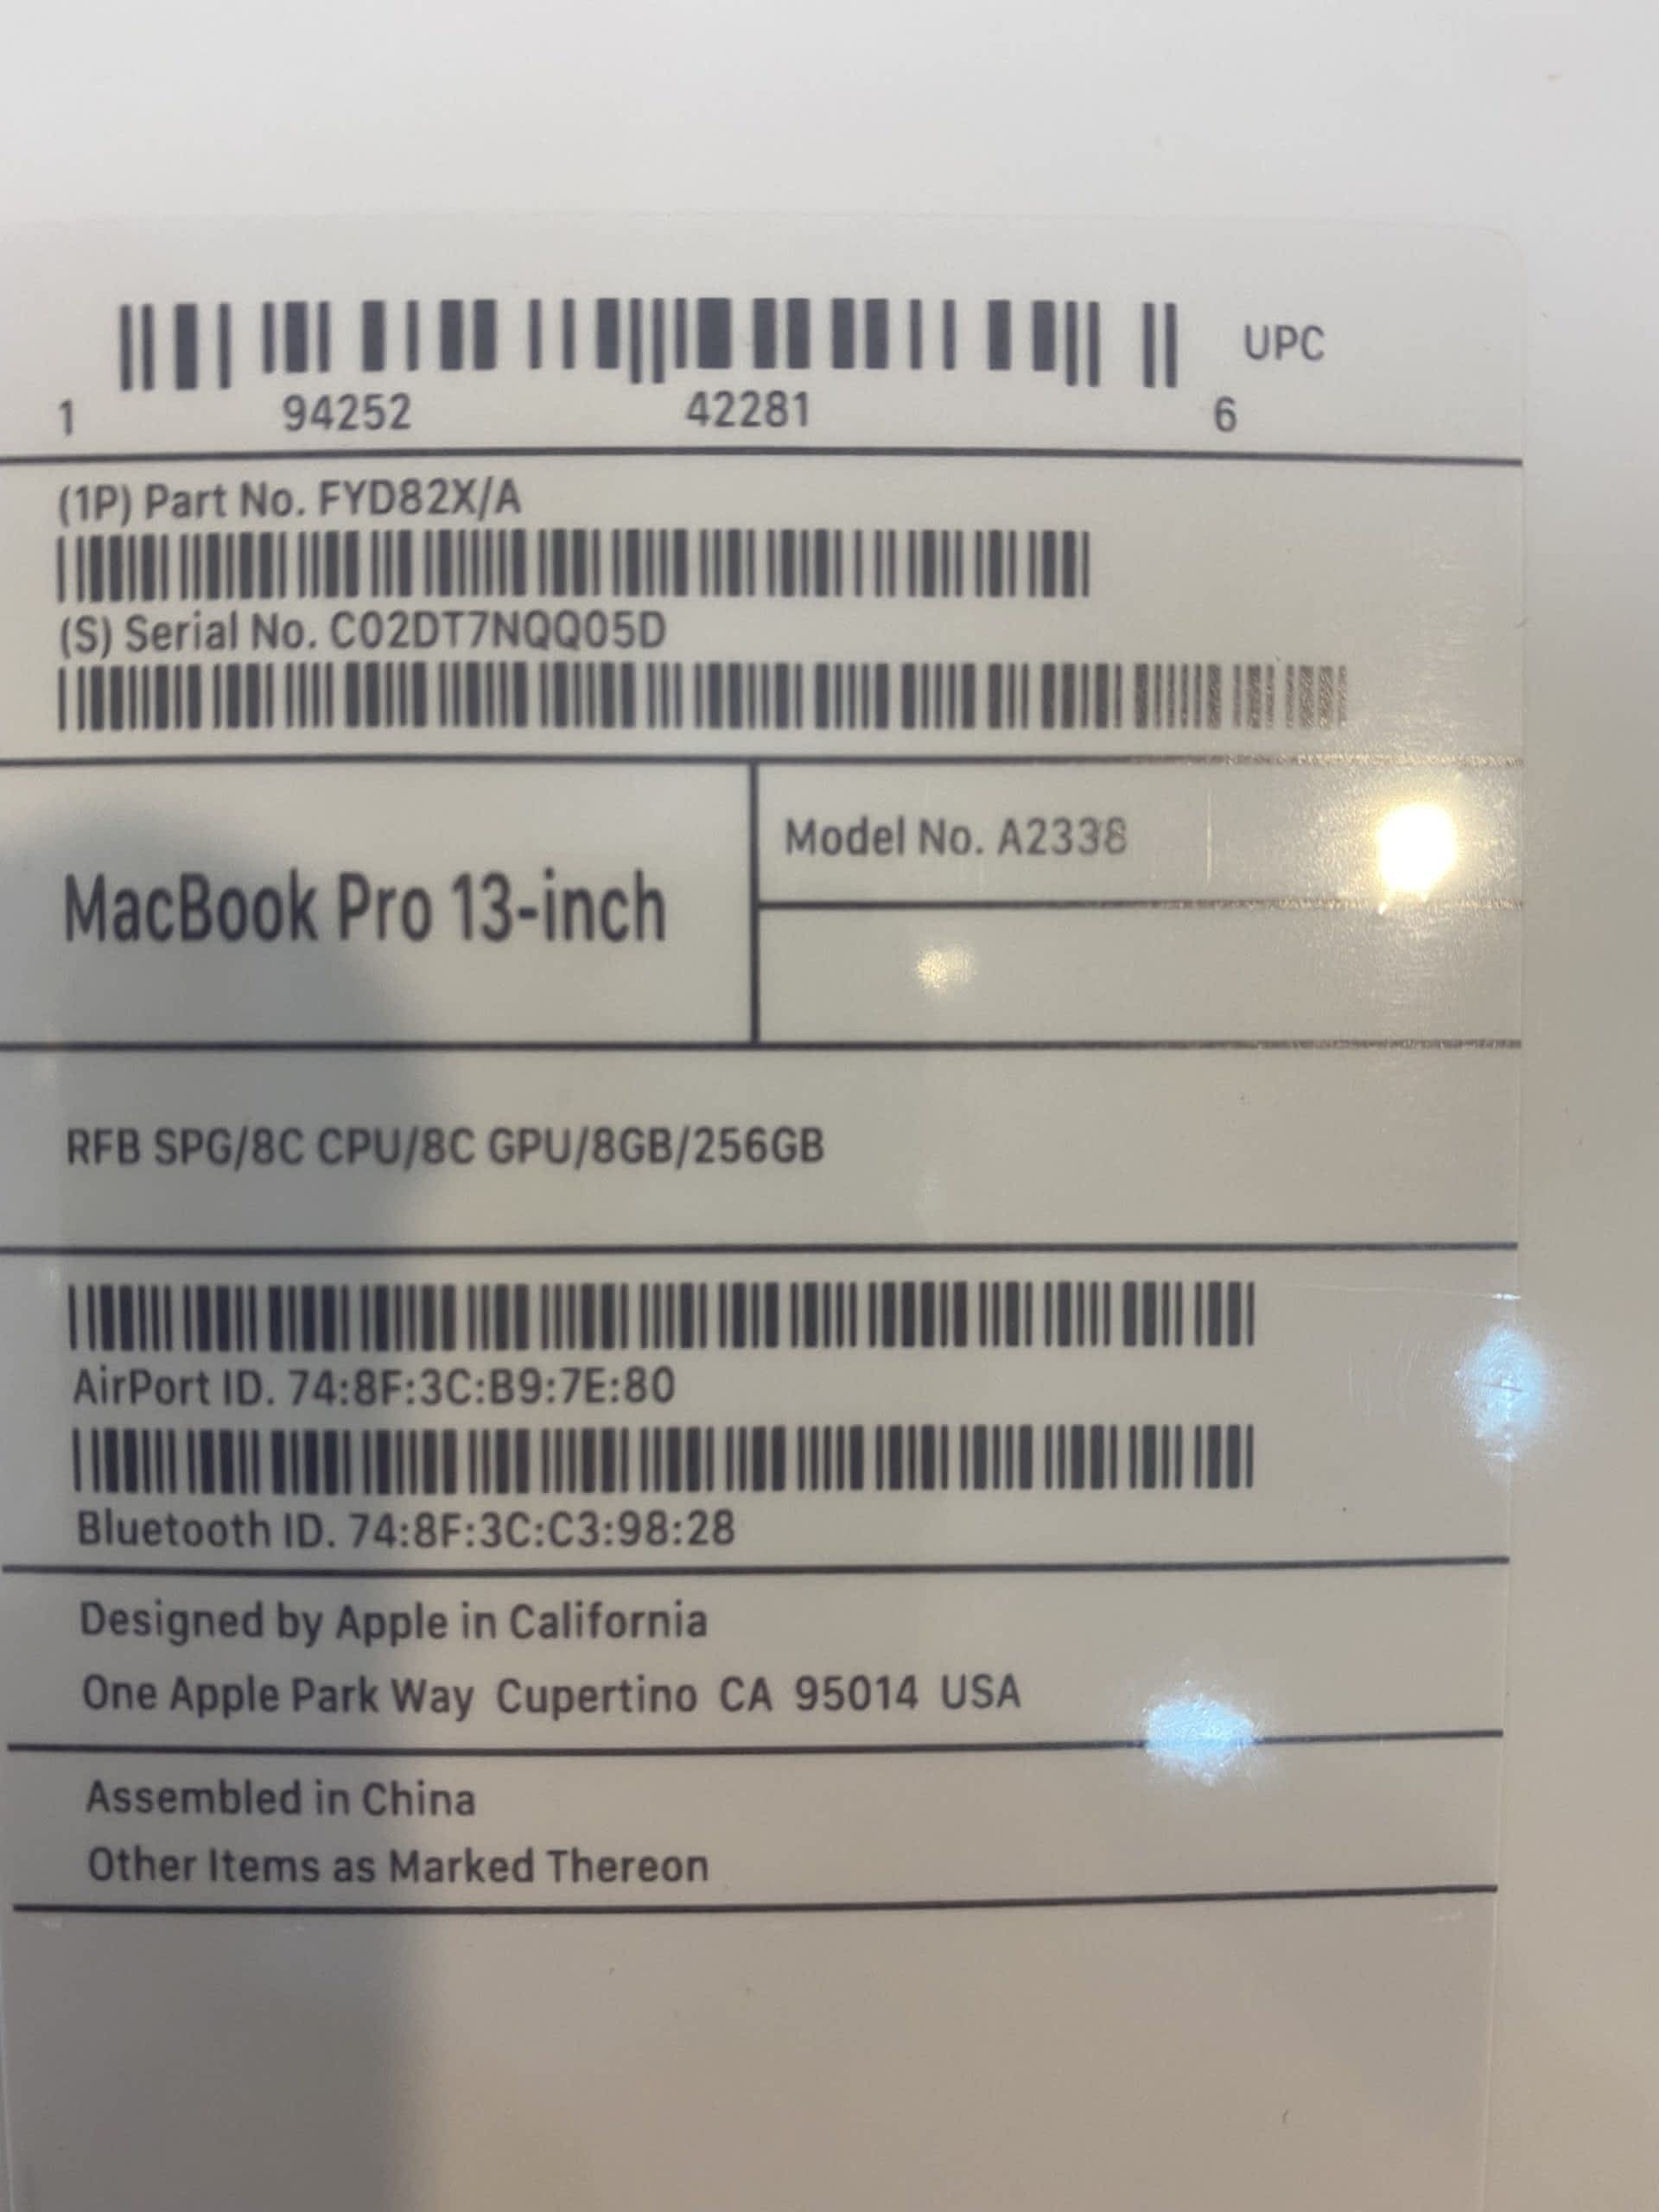 UPC
1 94252 42281 6
(1P) Part No. FYD82X/A
(S) Serial No. C02DT7NQQ05D
MacBook Pro 13-inch
Model No. A2338
RFB SPG/8C CPU/8C GPU/8GB/256GB
AirPort ID. 74:8F:3C:B9:7E:80
Bluetooth ID. 74:8F:3C:C3:98:28
Designed by Apple in California
One Apple Park Way Cupertino CA 95014 USA
Assembled in China
Other Items as Marked Thereon